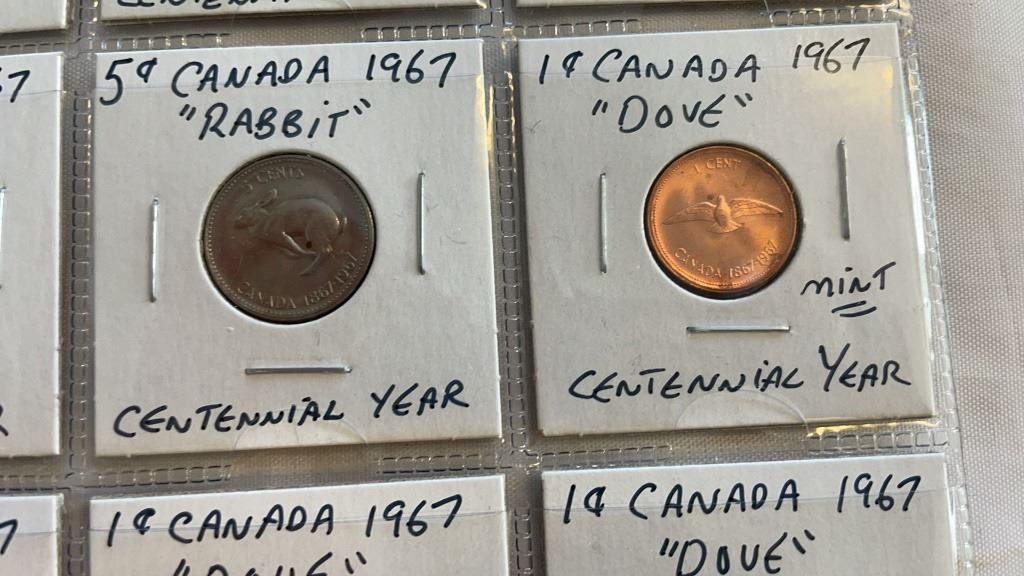 5¢ CANADA 1967
"RABBIT"
5 CENTS
CANADA 1867-1967
CENTENNIAL YEAR
1¢ CANADA 1967
"DOVE"
1 CENT
CANADA 1867-1967
MINT
CENTENNIAL YEAR
1¢ CANADA 1967
"DOVE"
1¢ CANADA 1967
"DOVE"